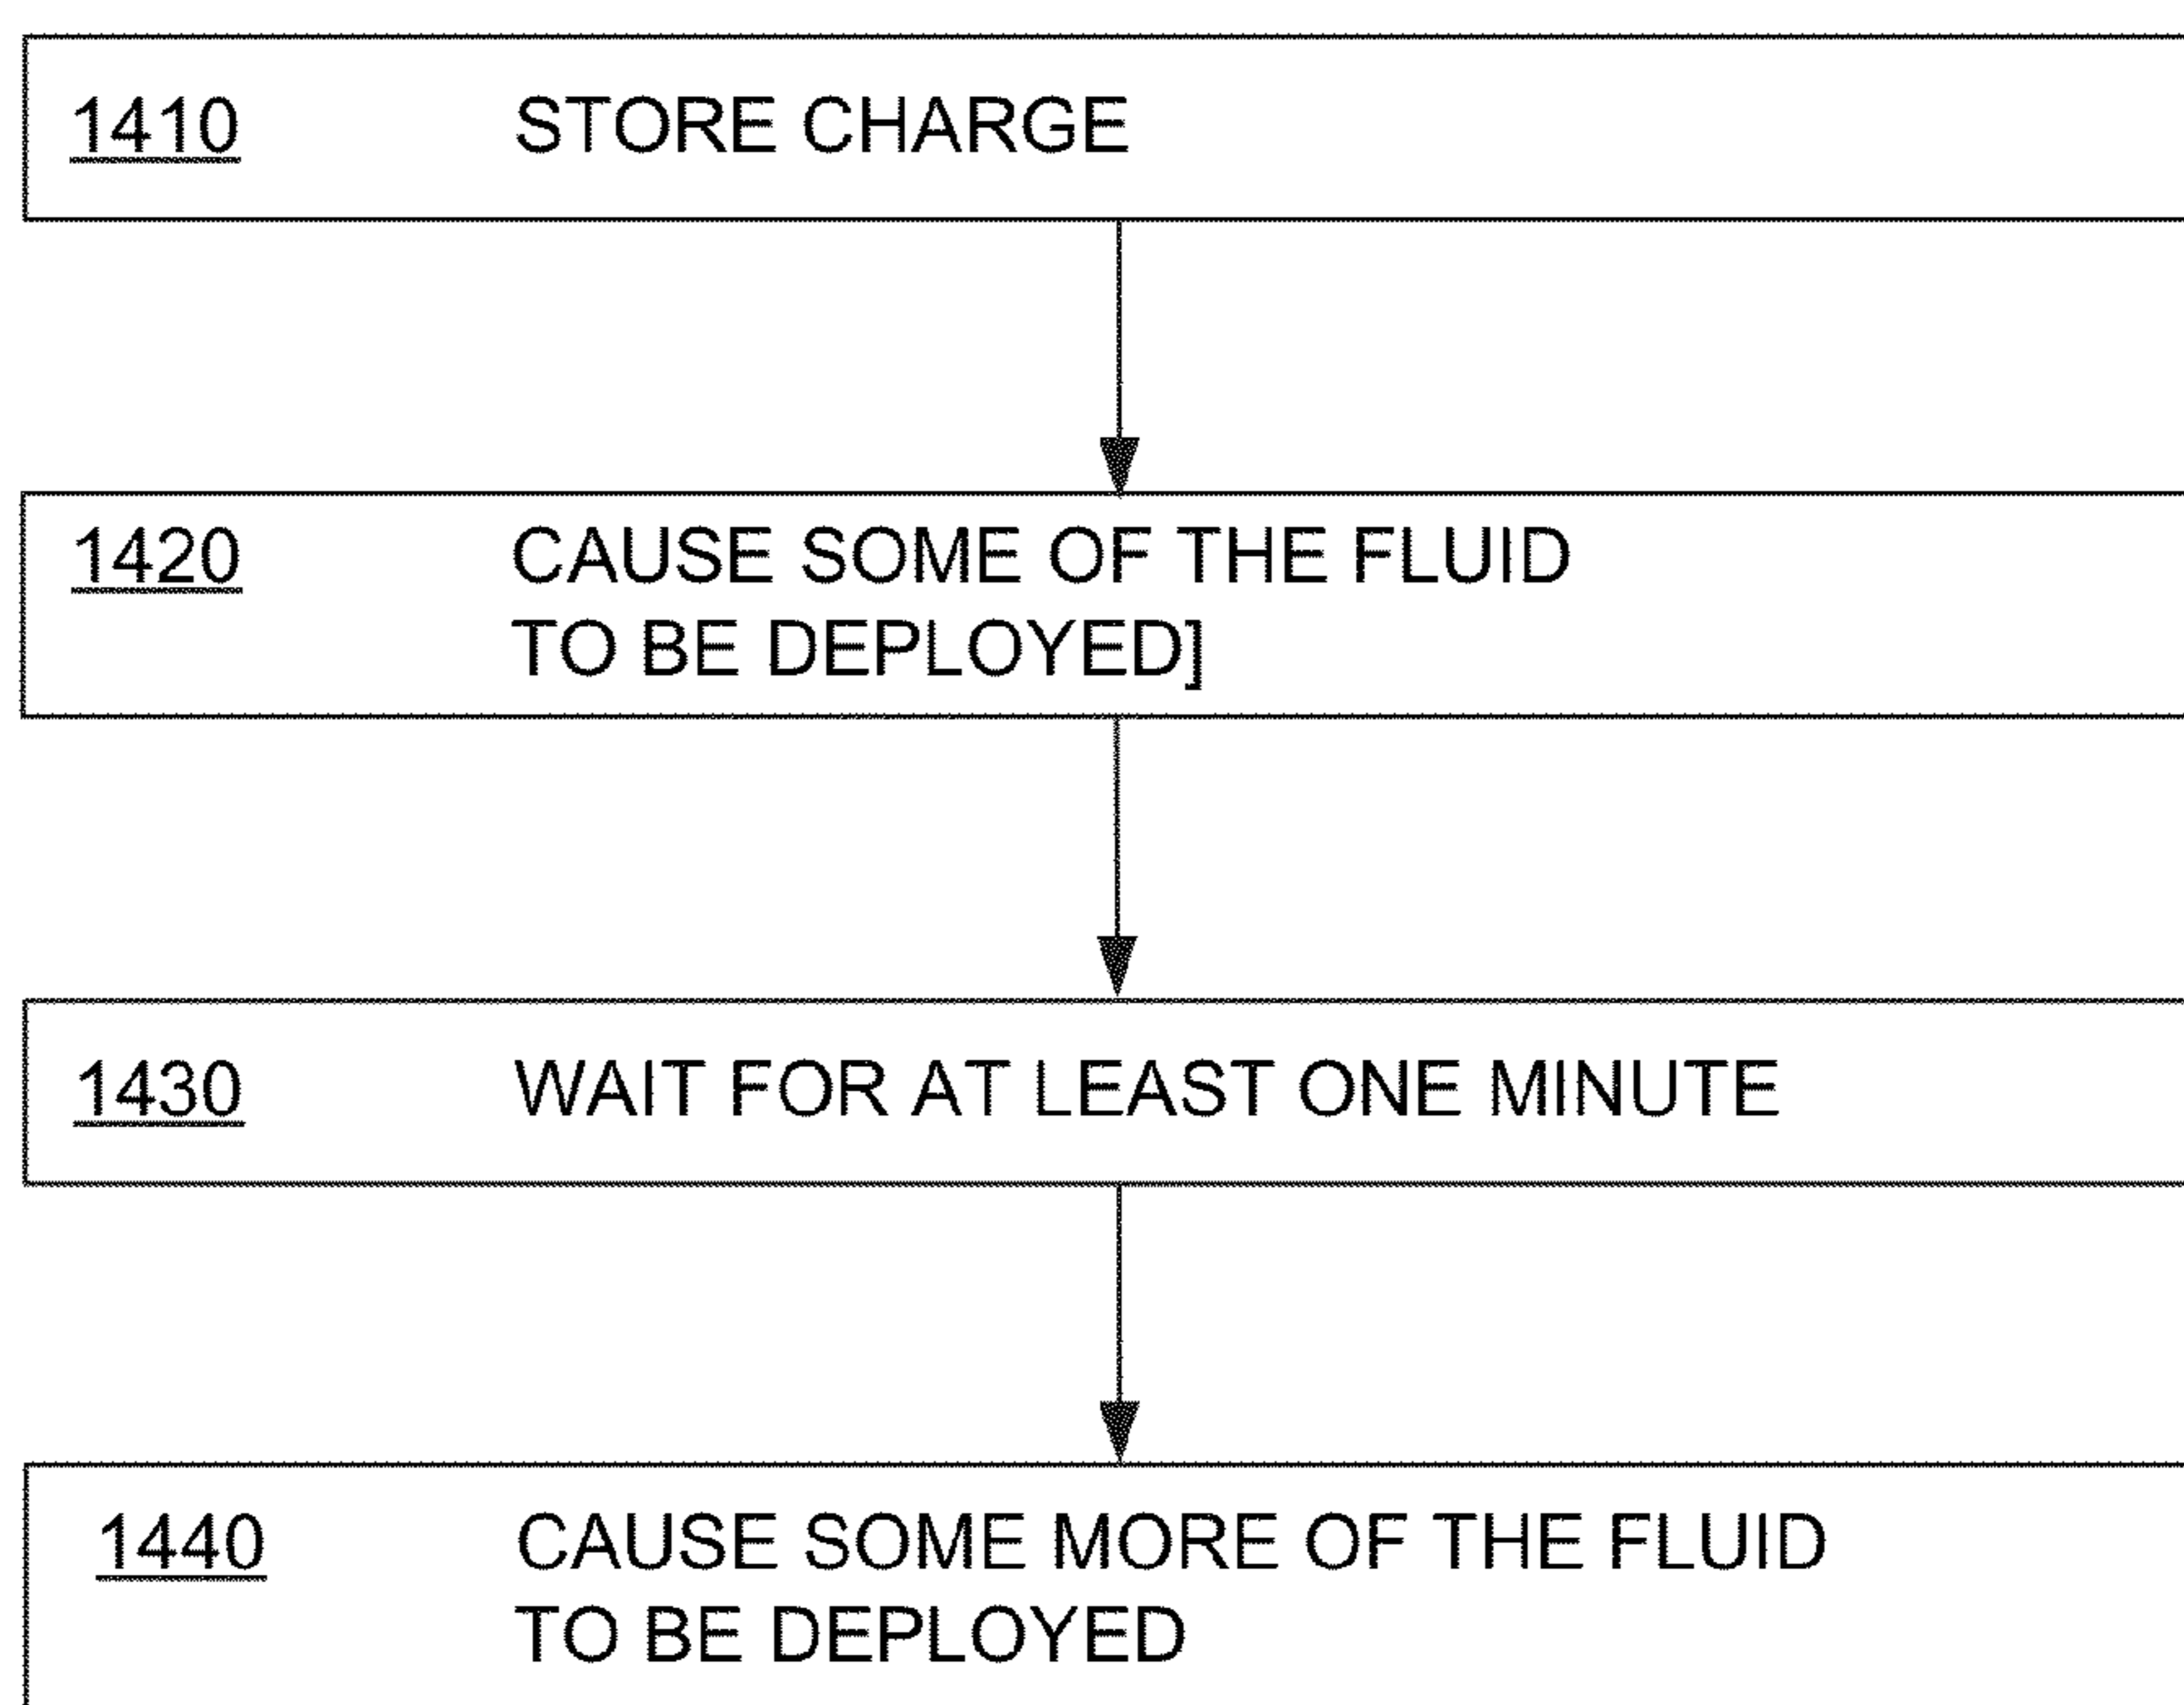 1410 STORE CHARGE
1420 CAUSE SOME OF THE FLUID
TO BE DEPLOYED]
1430 WAIT FOR AT LEAST ONE MINUTE
1440 CAUSE SOME MORE OF THE FLUID
TO BE DEPLOYED